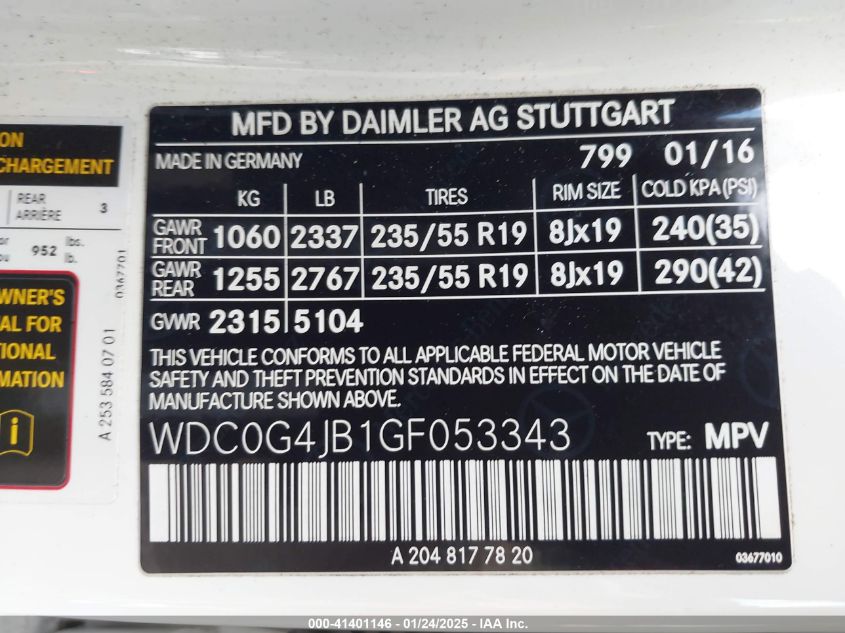 ON
CHARGEMENT
REAR
ARRIÈRE 3
or
ou 952 lbs.
lb.
0367701
WNER'S
AL FOR
TIONAL
RMATION
i
A 253 584 07 01
MFD BY DAIMLER AG STUTTGART
MADE IN GERMANY 799 01/16
KG LB TIRES RIM SIZE COLD KPA(PSI)
GAWR
FRONT 1060 2337 235/55 R19 8Jx19 240(35)
GAWR
REAR 1255 2767 235/55 R19 8Jx19 290(42)
GVWR 2315 5104
THIS VEHICLE CONFORMS TO ALL APPLICABLE FEDERAL MOTOR VEHICLE
SAFETY AND THEFT PREVENTION STANDARDS IN EFFECT ON THE DATE OF
MANUFACTURE SHOWN ABOVE.
WDC0G4JB1GF053343 TYPE: MPV
A 204 817 78 20
03677010
000-41401146 - 01/24/2025 - IAA Inc.